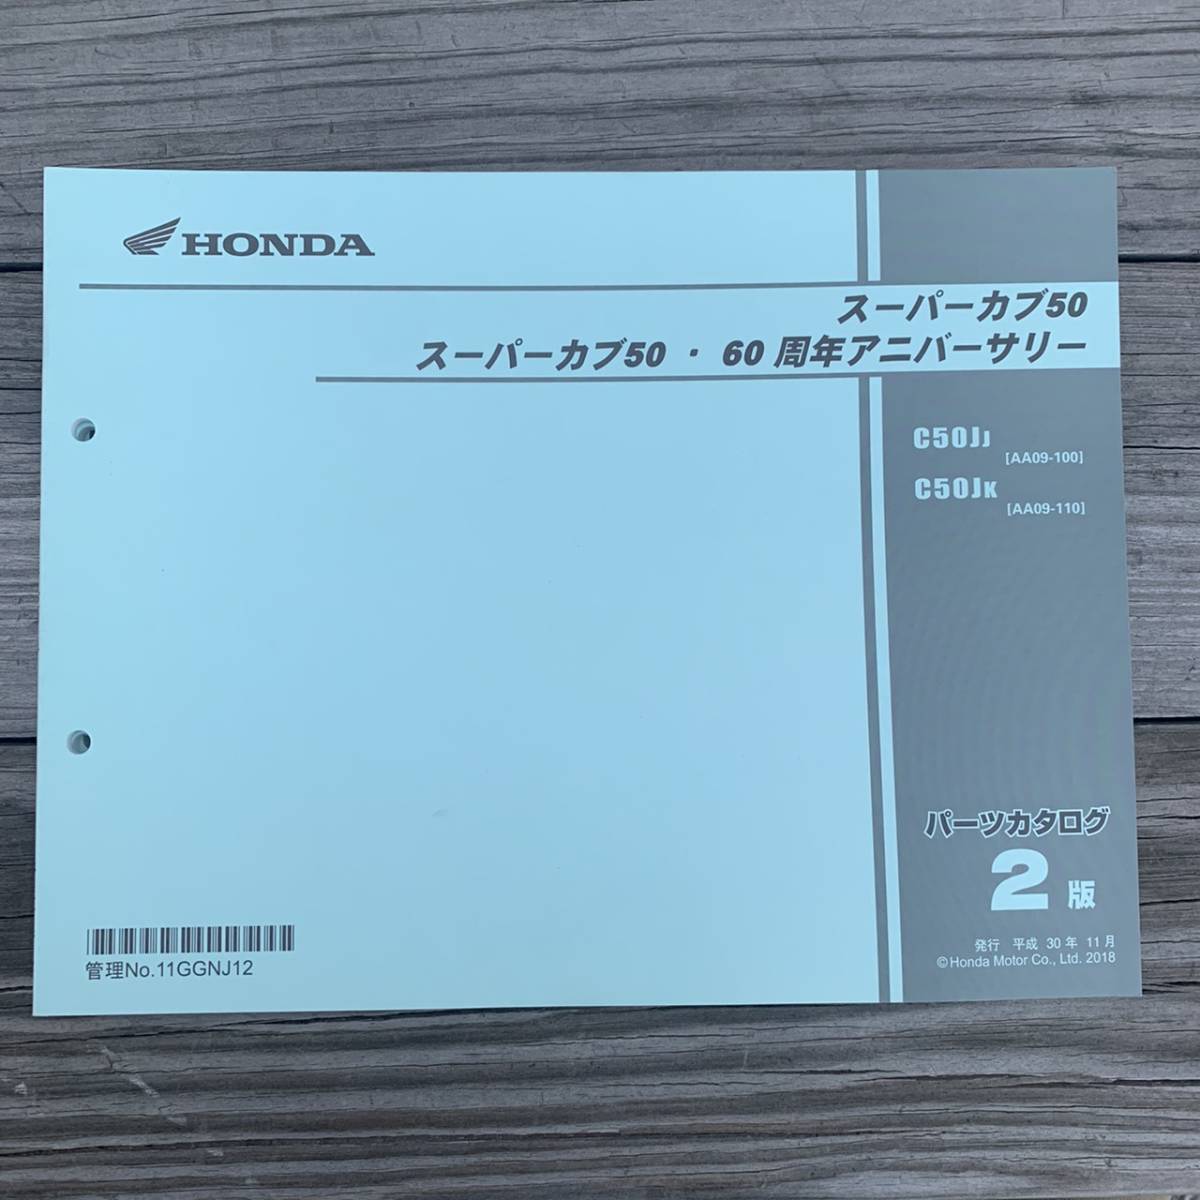 HONDA
スーパーカブ50
スーパーカブ50 ・ 60 周年アニバーサリー
C50JJ
[AA09-100]
C50JK
[AA09-110]
パーツカタログ
2 版
発行 平成 30 年 11 月
©Honda Motor Co., Ltd. 2018
管理No.11GGNJ12